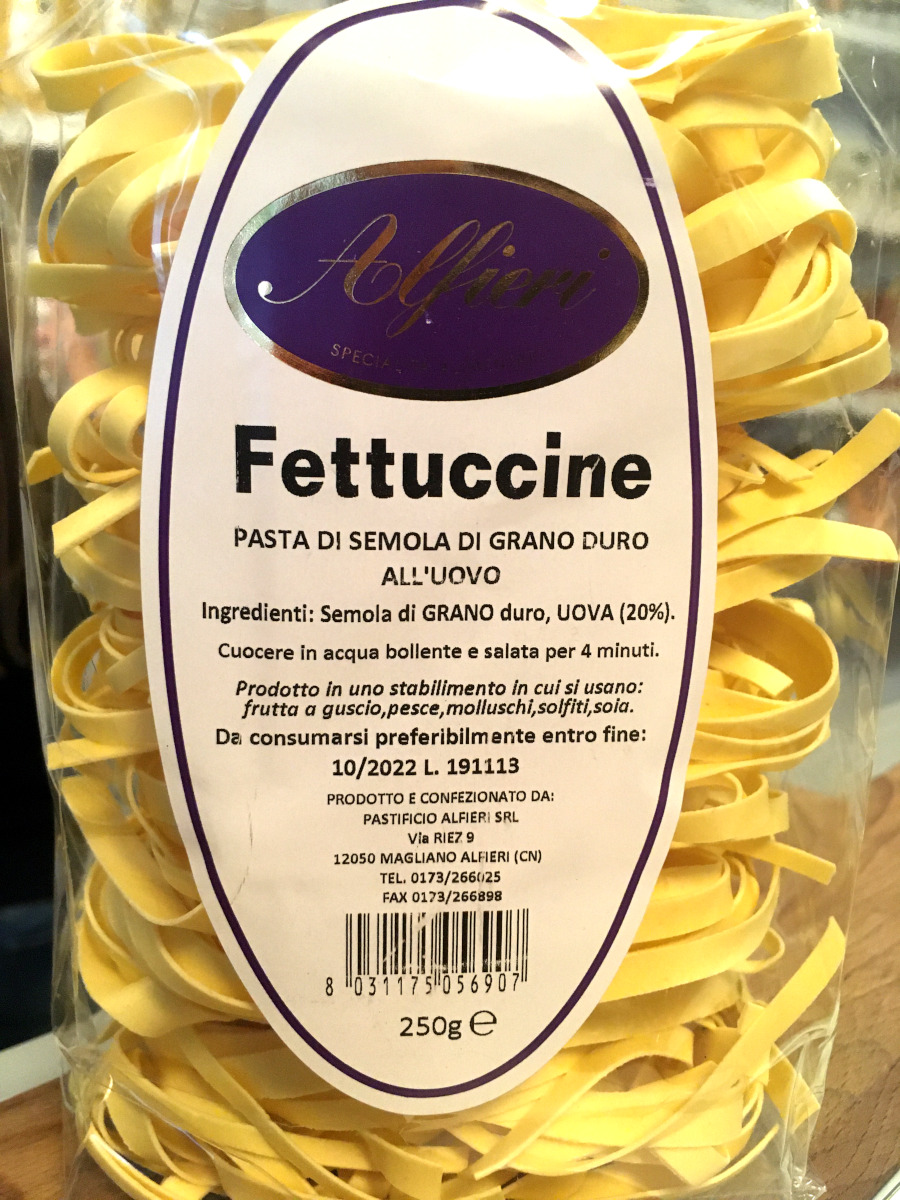 Alfieri
Fettuccine
PASTA DI SEMOLA DI GRANO DURO
ALL'UOVO
Ingredienti: Semola di GRANO duro, UOVA (20%).
Cuocere in acqua bollente e salata per 4 minuti.
Prodotto in uno stabilimento in cui si usano:
frutta a guscio,pesce,molluschi,solfiti,soia.
Da consumarsi preferibilmente entro fine:
10/2022 L. 191113
PRODOTTO E CONFEZIONATO DA:
PASTIFICIO ALFIERI SRL
Via RIEZ 9
12050 MAGLIANO ALFIERI (CN)
TEL. 0173/266025
FAX 0173/266898
8 031175 056907
250g e